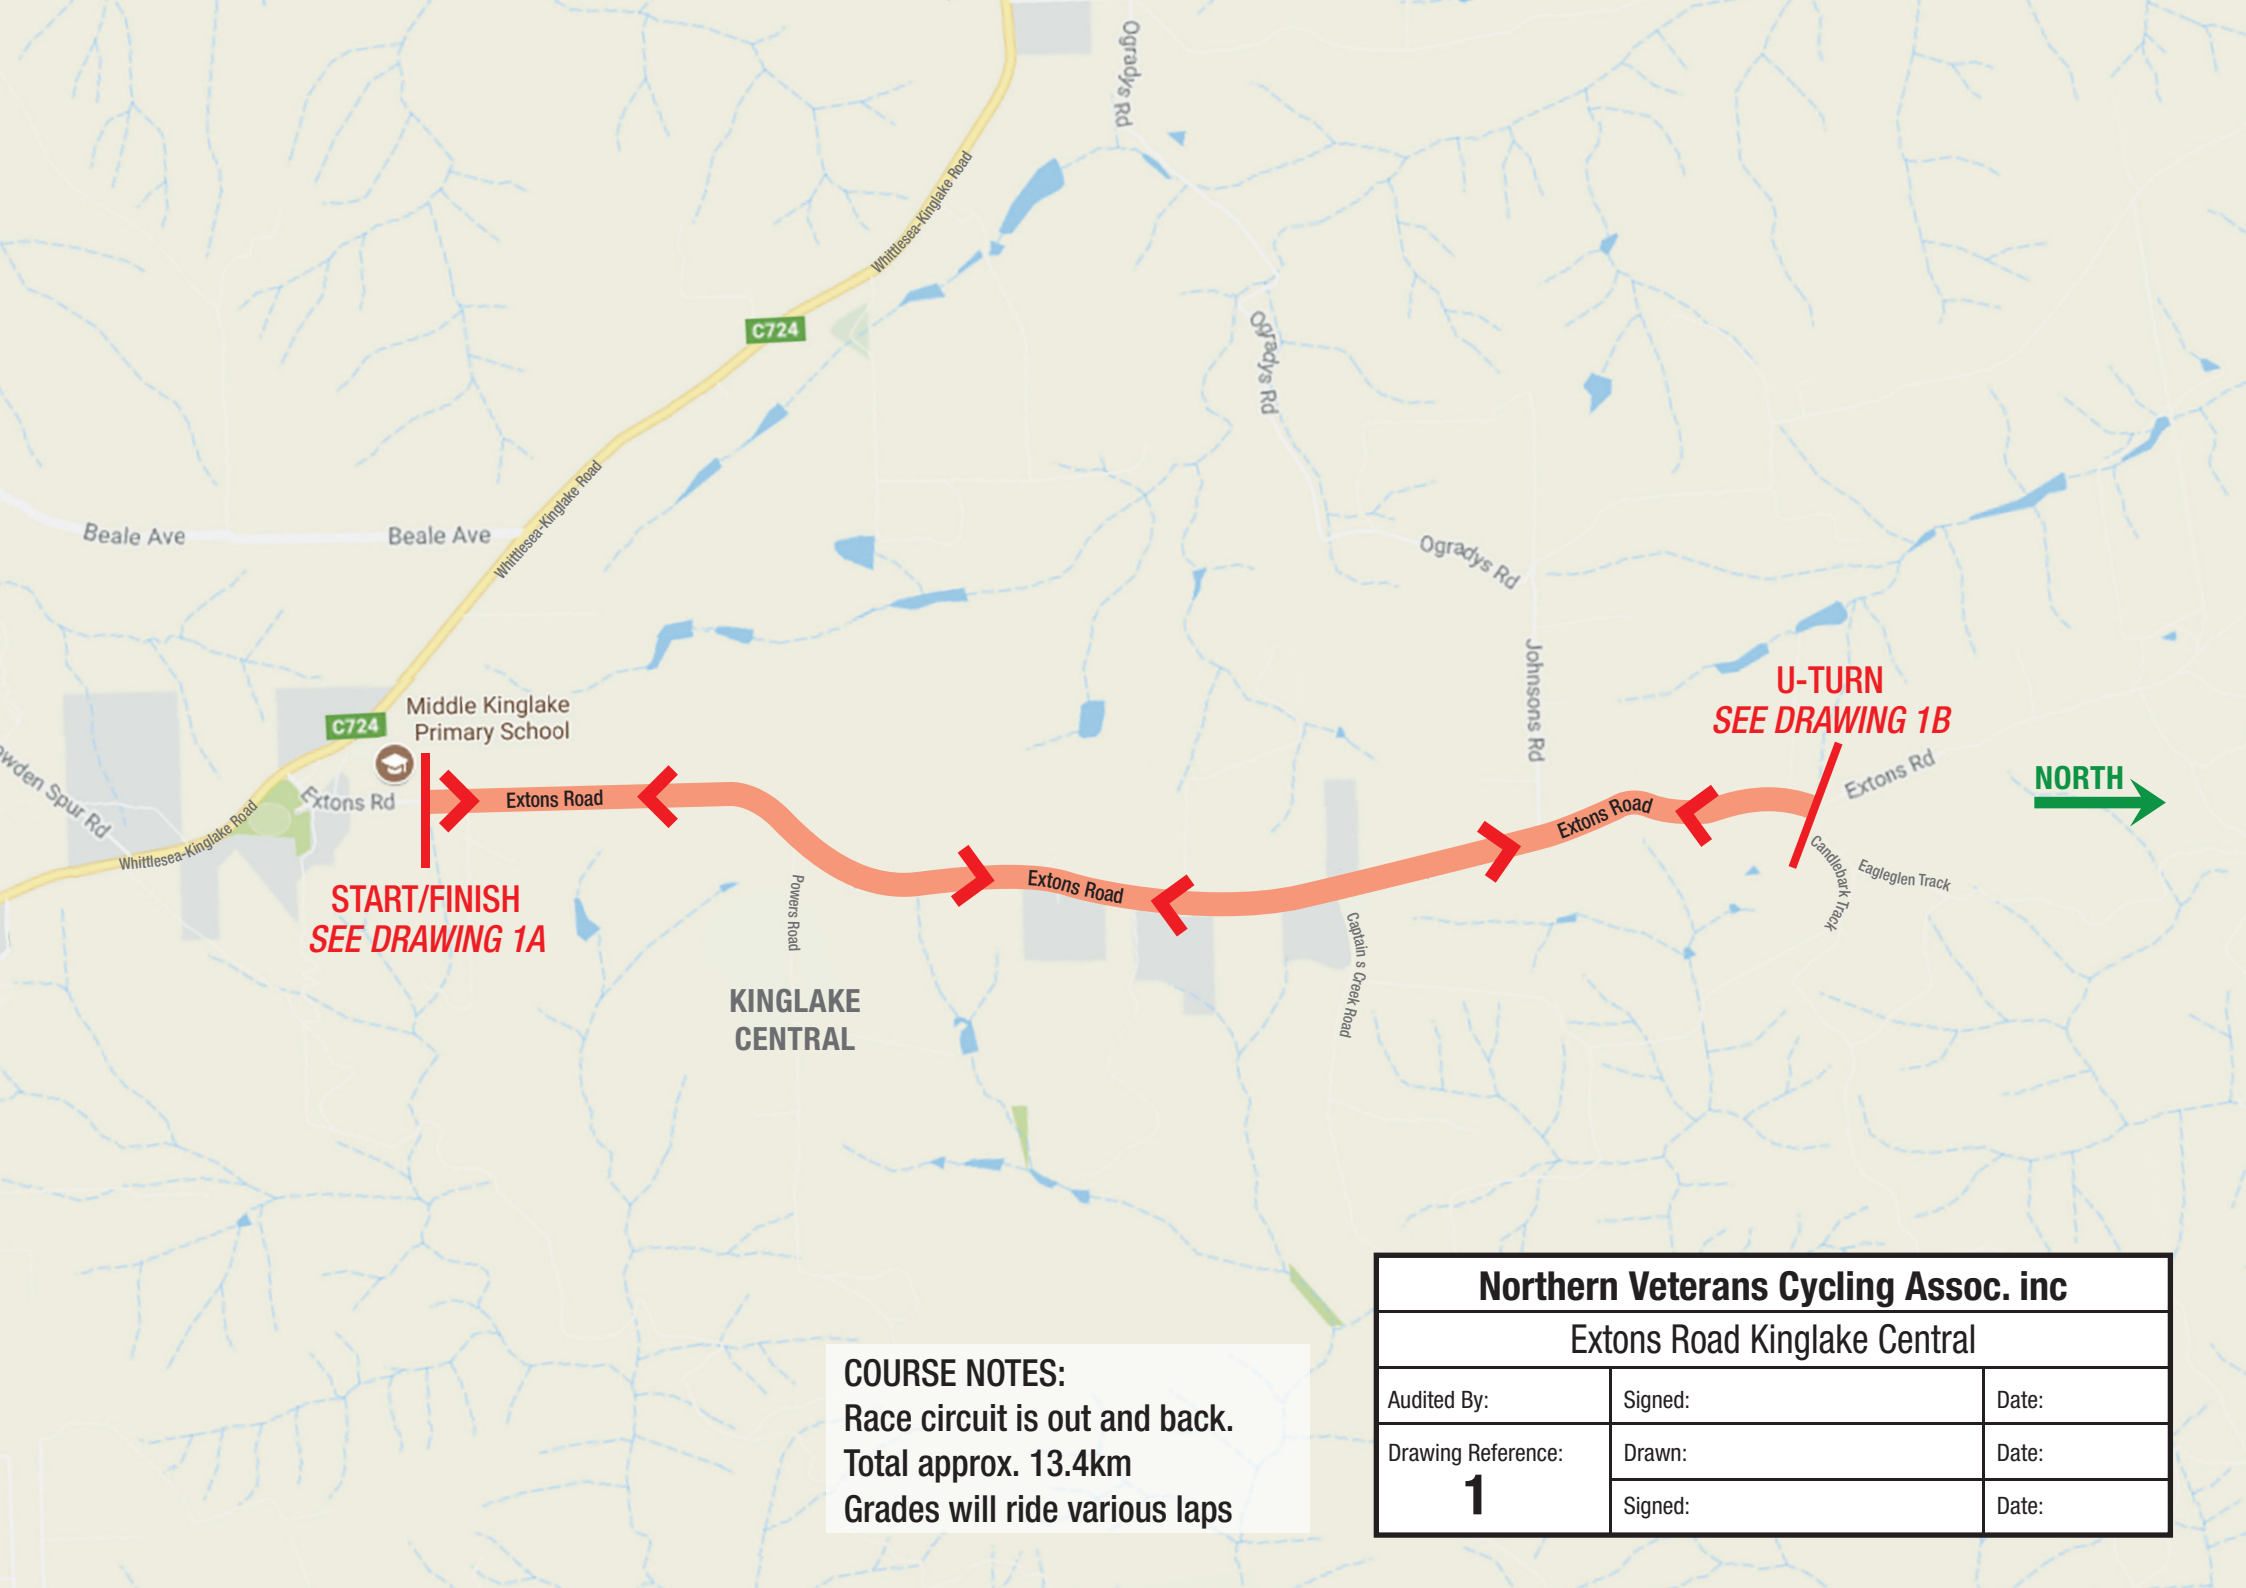 Ogradys Rd
Whittlesea-Kinglake Road
C724
Ogradys Rd
Beale Ave
Beale Ave
Whittlesea-Kinglake Road
Ogradys Rd
Johnsons Rd
Middle Kinglake
Primary School
C724
U-TURN
SEE DRAWING 1B
NORTH
Extons Rd
Extons Rd
Extons Road
Extons Road
Extons Road
Spur Rd
Whittlesea-Kinglake Road
START/FINISH
SEE DRAWING 1A
Powers Road
Captain s Creek Road
Candlebark Track
Eagleglen Track
KINGLAKE
CENTRAL
COURSE NOTES:
Race circuit is out and back.
Total approx. 13.4km
Grades will ride various laps
Northern Veterans Cycling Assoc. inc
Extons Road Kinglake Central
Audited By:
Signed:
Date:
Drawing Reference:
1
Drawn:
Date:
Signed:
Date: